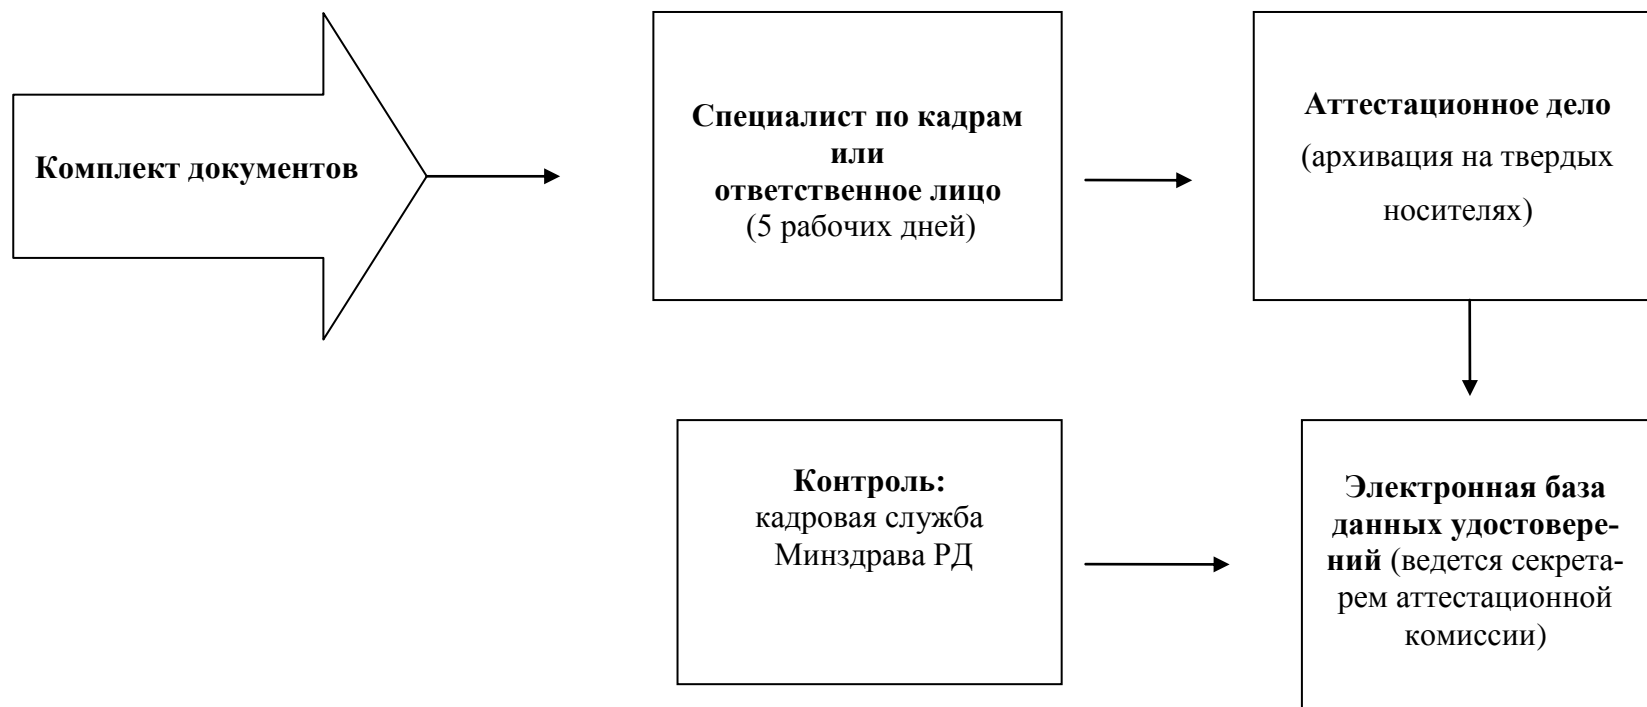 Комплект документов
Специалист по кадрам
или
ответственное лицо
(5 рабочих дней)
Аттестационное дело
(архивация на твердых
носителях)
Контроль:
кадровая служба
Минздрава РД
Электронная база
данных удостовере-
ний (ведется секрета-
рем аттестационной
комиссии)